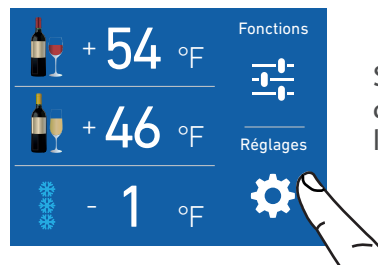 + 54 °F
Fonctions
+ 46 °F
Réglages
- 1 °F